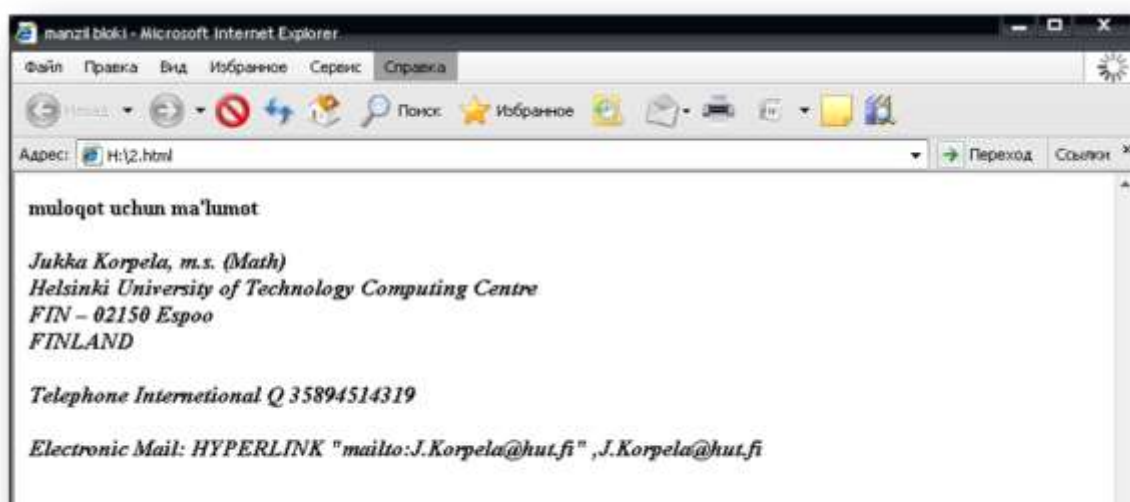 manzil bloki - Microsoft Internet Explorer
Файл Правка Вид Избранное Сервис Справка
Назад Поиск Избранное
Адрес: H:\2.html Переход Ссылки »
muloqot uchun ma'lumot
Jukka Korpela, m.s. (Math)
Helsinki University of Technology Computing Centre
FIN – 02150 Espoo
FINLAND
Telephone Internetional Q 35894514319
Electronic Mail: HYPERLINK "mailto:J.Korpela@hut.fi" ,J.Korpela@hut.fi